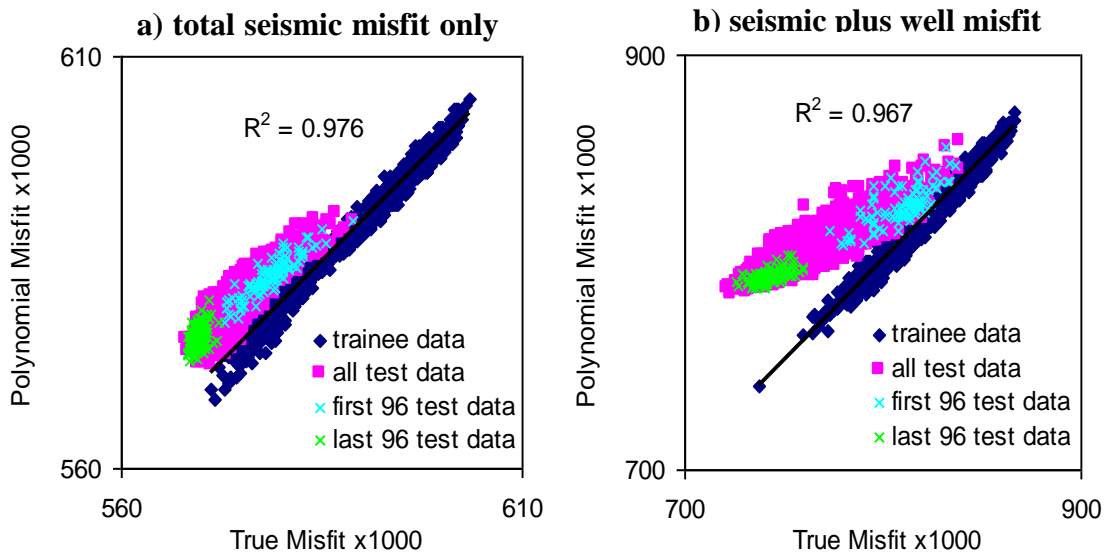 a) total seismic misfit only
610
R² = 0.976
Polynomial Misfit x1000
trainee data
all test data
first 96 test data
last 96 test data
560
560
610
True Misfit x1000
b) seismic plus well misfit
900
R² = 0.967
Polynomial Misfit x1000
trainee data
all test data
first 96 test data
last 96 test data
700
700
900
True Misfit x1000